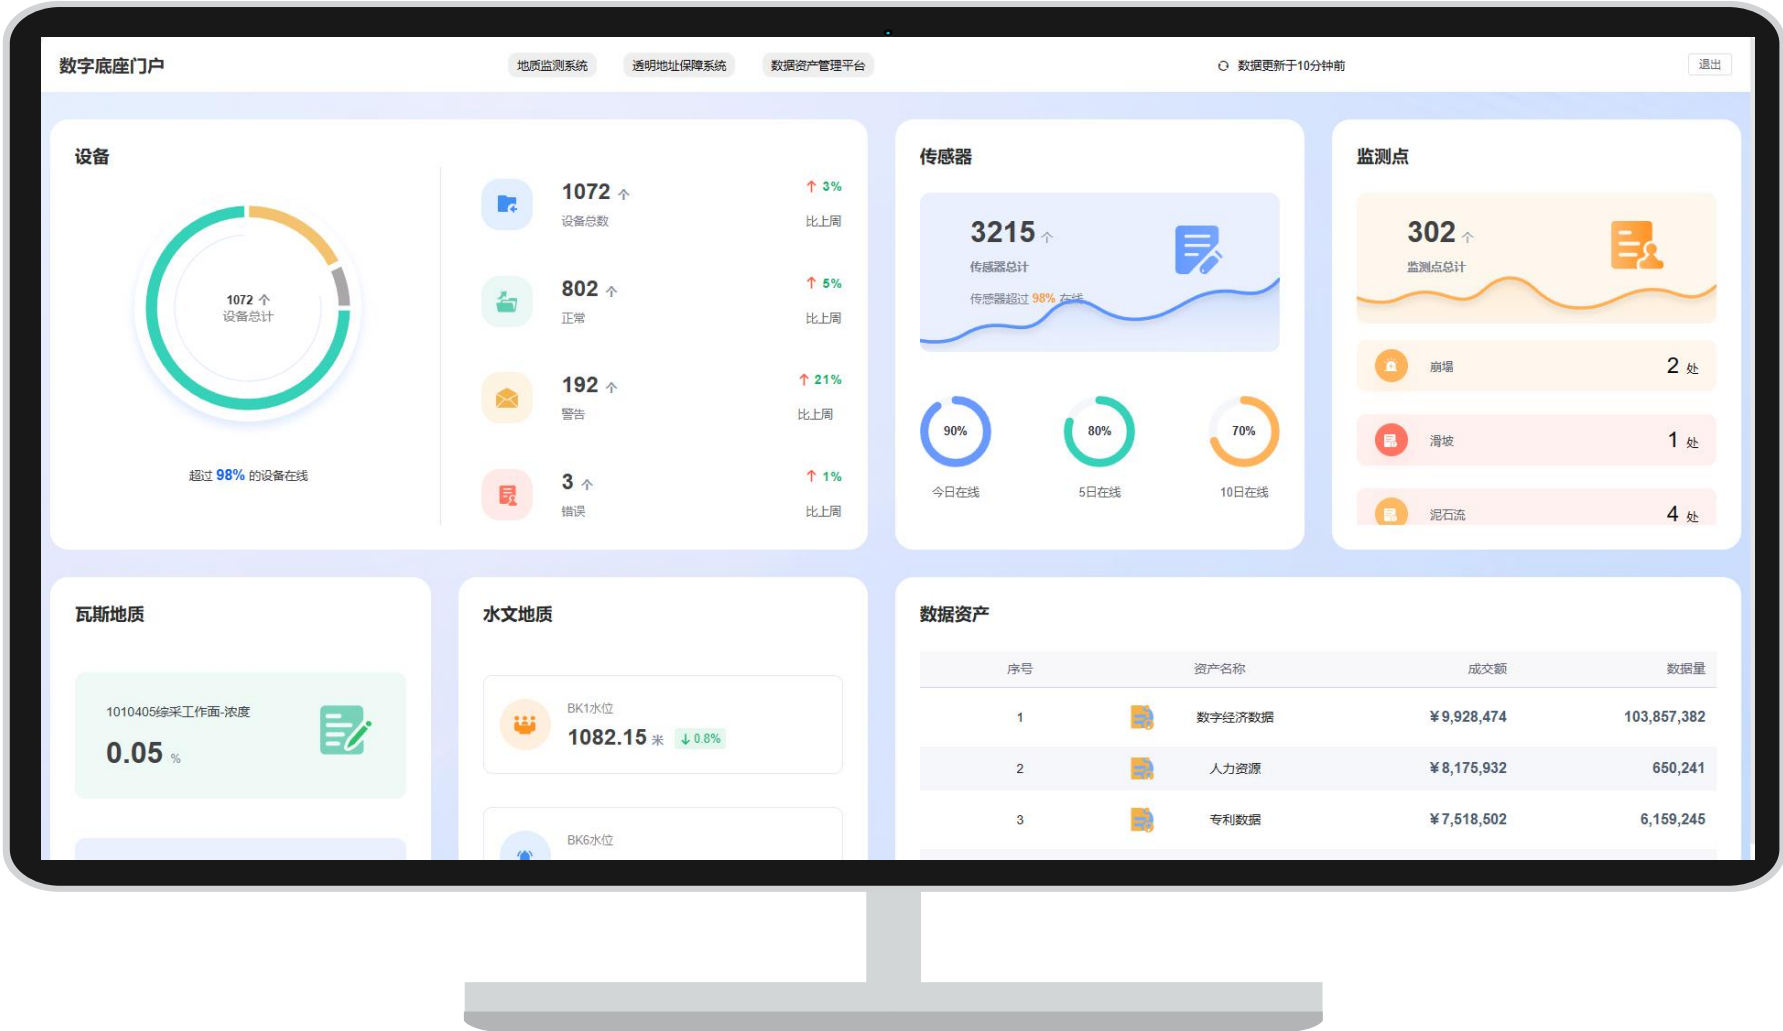 数字底座门户
地质监测系统 透明地址保障系统 数据资产管理平台
数据更新于10分钟前
退出
设备
1072 个
设备总计
超过 98% 的设备在线
1072 个
设备总数
3%
比上周
802 个
正常
5%
比上周
192 个
警告
21%
比上周
3 个
错误
1%
比上周
传感器
3215 个
传感器总计
传感器超过 98% 在线
90%
今日在线
80%
5日在线
70%
10日在线
监测点
302 个
监测点总计
崩塌 2 处
滑坡 1 处
泥石流 4 处
瓦斯地质
1010405综采工作面-浓度
0.05 %
水文地质
BK1水位
1082.15 米 0.8%
BK6水位
数据资产
序号 资产名称 成交额 数据量
1 数字经济数据 ¥9,928,474 103,857,382
2 人力资源 ¥8,175,932 650,241
3 专利数据 ¥7,518,502 6,159,245